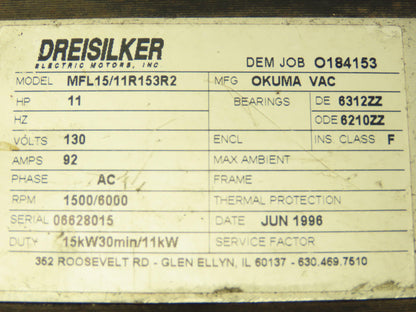 DREISILKER
ELECTRIC MOTORS, INC
DEM JOB O184153
MODEL MFL15/11R153R2 MFG OKUMA VAC
HP 11 BEARINGS DE 6312ZZ
HZ ODE 6210ZZ
VOLTS 130 ENCL INS. CLASS F
AMPS 92 MAX AMBIENT
PHASE AC FRAME
RPM 1500/6000 THERMAL PROTECTION
SERIAL 06628015 DATE JUN 1996
DUTY 15kW30min/11kW SERVICE FACTOR
352 ROOSEVELT RD - GLEN ELLYN, IL 60137 - 630.469.7510